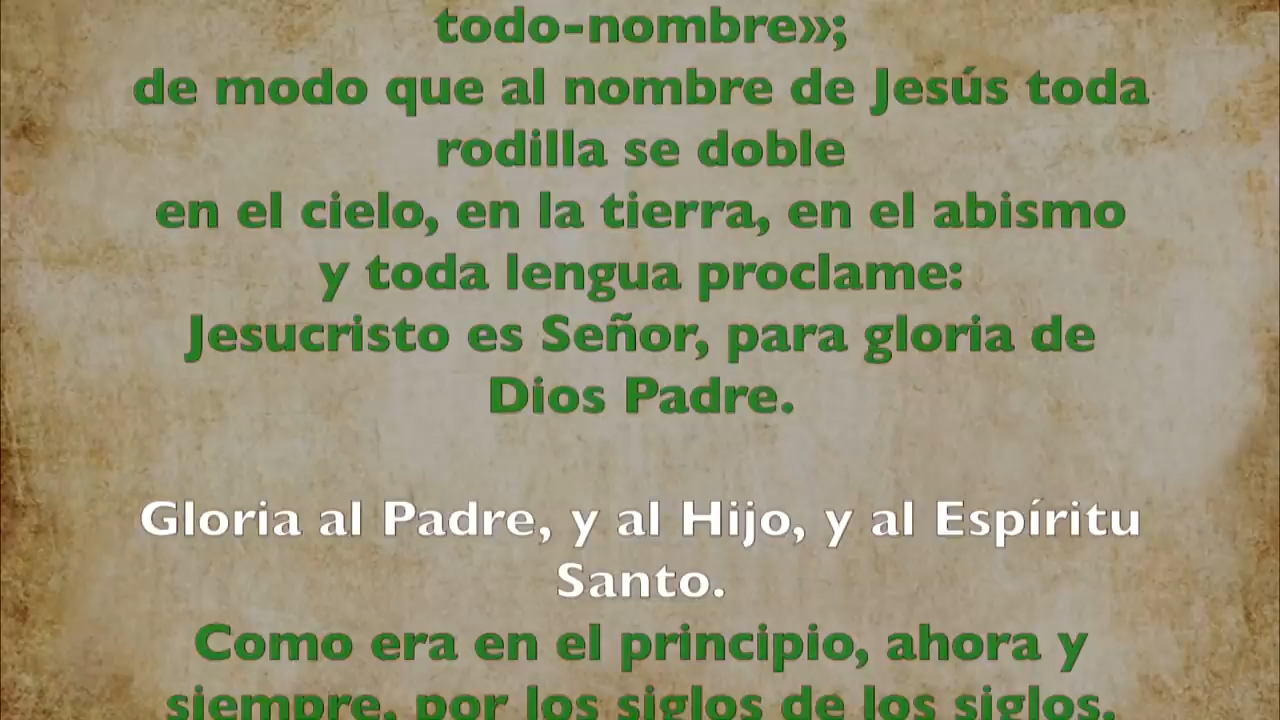 todo-nombre»;
de modo que al nombre de Jesús toda
rodilla se doble
en el cielo, en la tierra, en el abismo
y toda lengua proclame:
Jesucristo es Señor, para gloria de
Dios Padre.
Gloria al Padre, y al Hijo, y al Espíritu
Santo.
Como era en el principio, ahora y
siempre, por los siglos de los siglos.